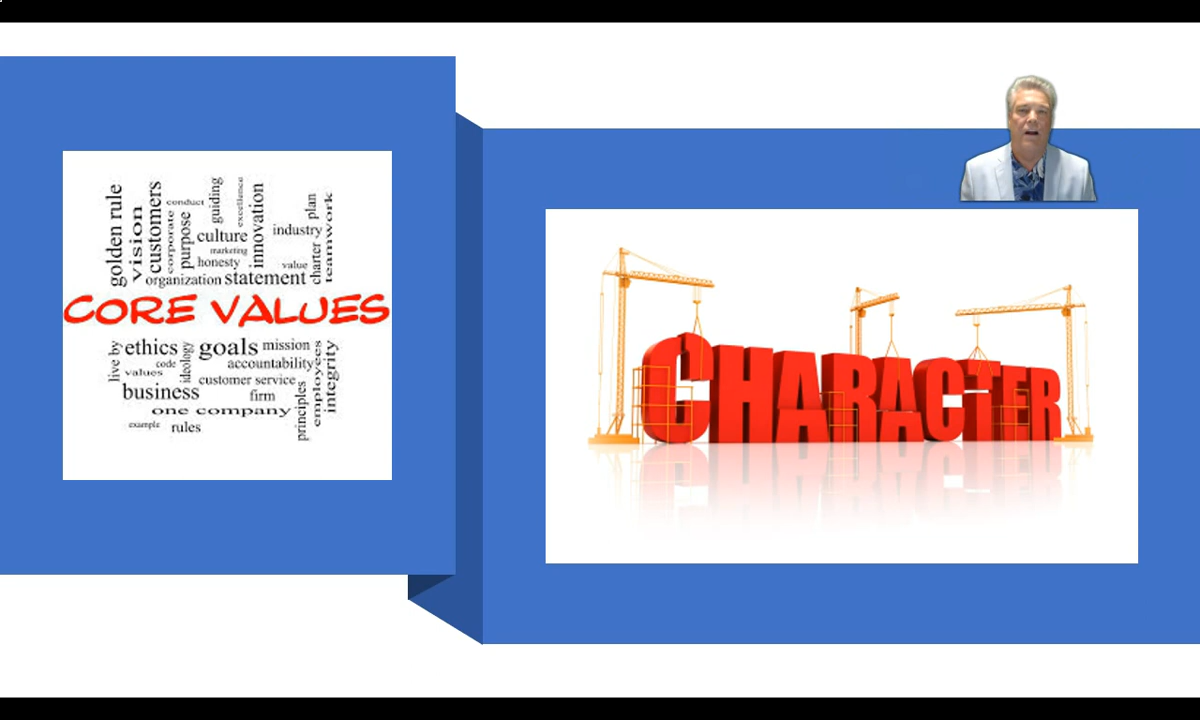 golden rule
vision
customers
corporate
conduct
purpose
guiding
excellence
innovation
culture
marketing
honesty
industry
plan
teamwork
charter
value
organization statement
CORE VALUES
live by
ethics
code
values
ideology
goals
mission
accountability
customer service
business
firm
one company
principles
employees
integrity
example
rules
CHARACTER